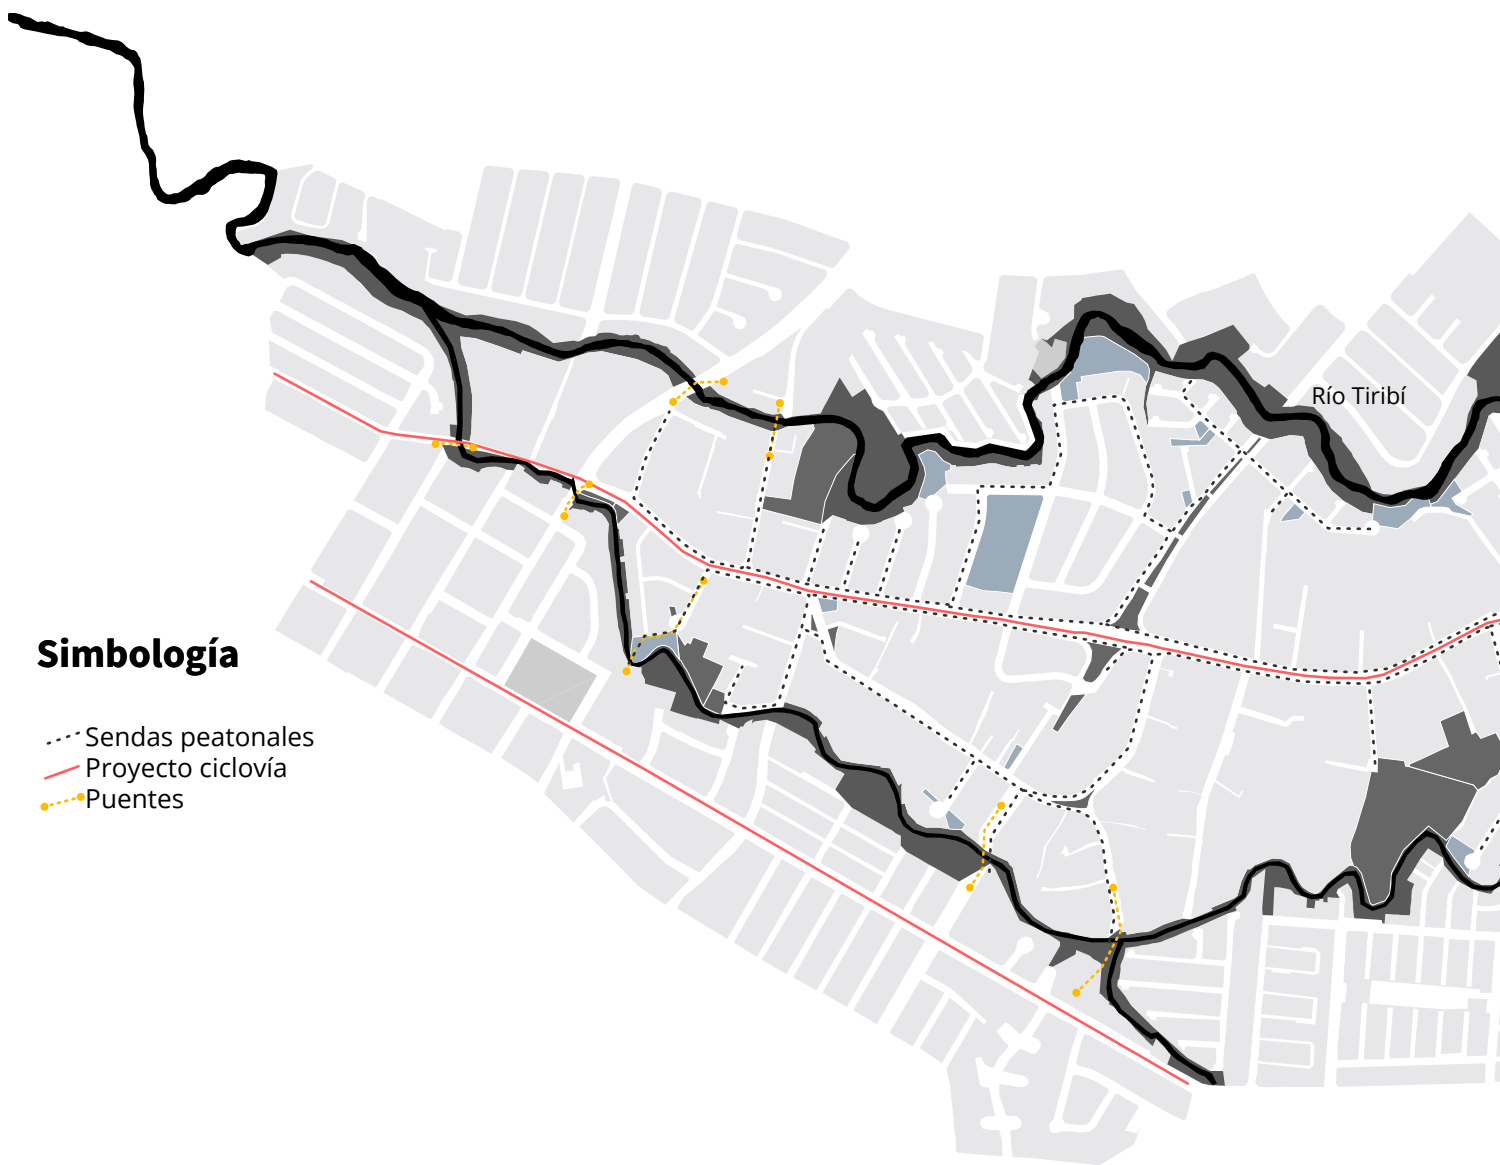 Río Tiribí
Simbología
Sendas peatonales
Proyecto ciclovía
Puentes